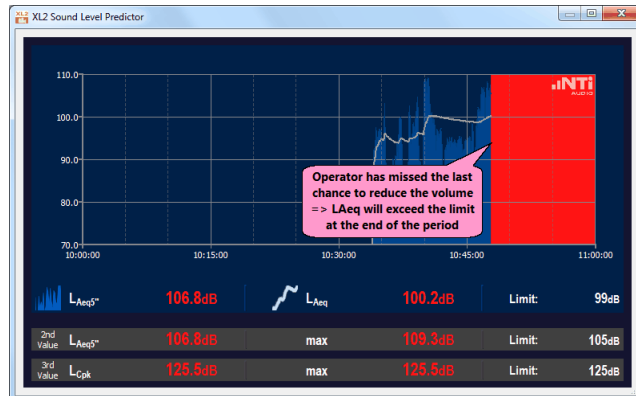 XL2 Sound Level Predictor
NTi
AUDIO
110.0
100.0
90.0
80.0
70.0
Operator has missed the last
chance to reduce the volume
=> LAeq will exceed the limit
at the end of the period
10:00:00 10:15:00 10:30:00 10:45:00 11:00:00
LAeq5" 106.8dB LAeq 100.2dB Limit: 99dB
2nd Value LAeq5" 106.8dB max 109.3dB Limit: 105dB
3rd Value LCpk 125.5dB max 125.5dB Limit: 125dB